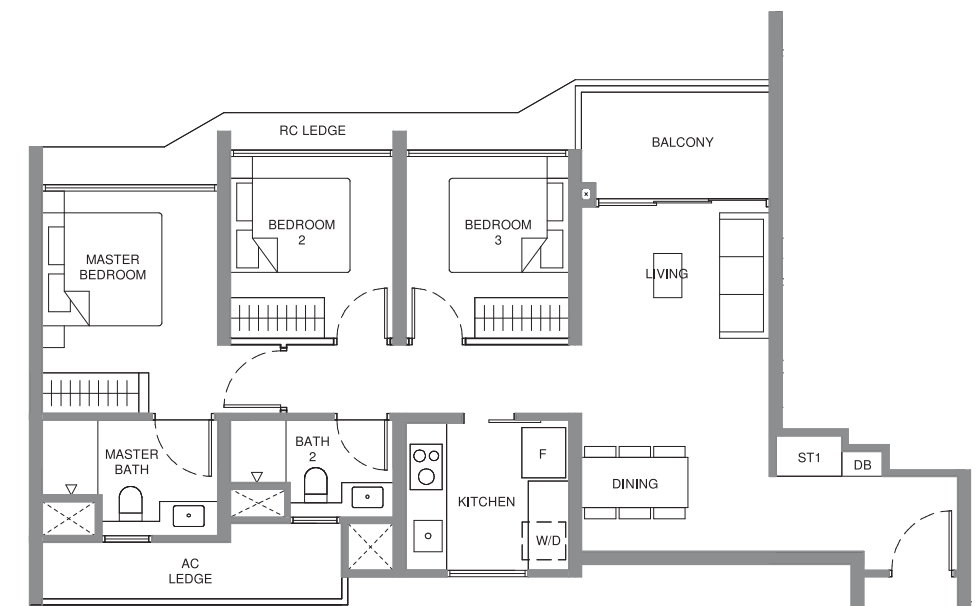 RC LEDGE
BALCONY
BEDROOM
2
BEDROOM
3
MASTER
BEDROOM
LIVING
MASTER
BATH
BATH
2
F
ST1
DB
KITCHEN
DINING
W/D
AC
LEDGE